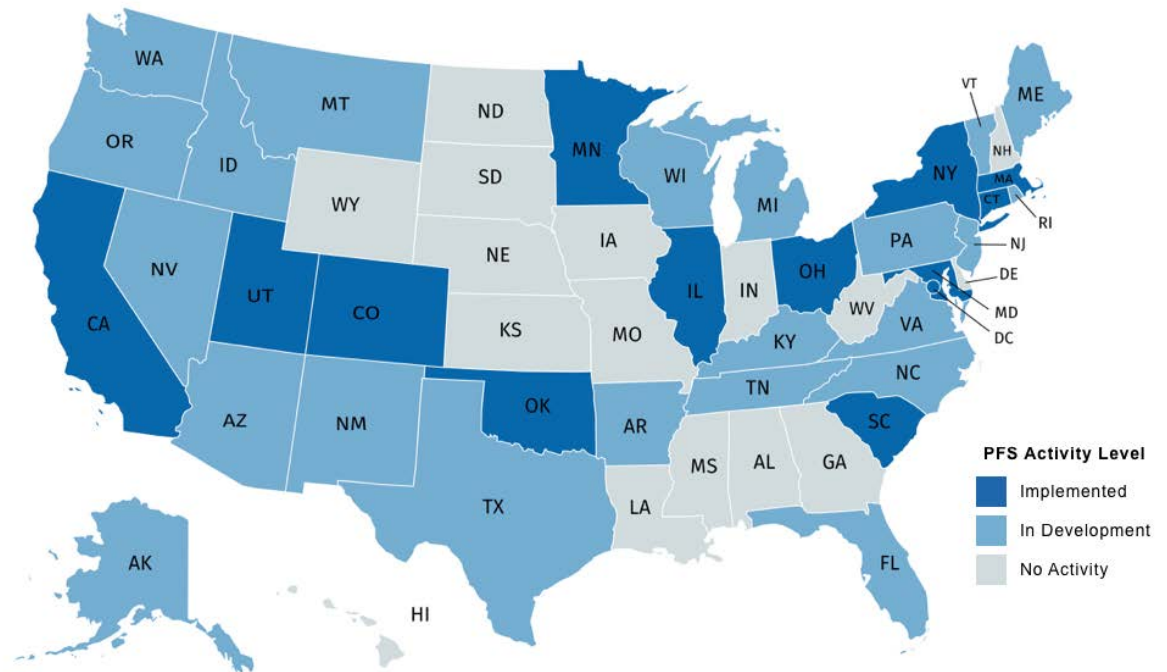 WA
MT
ND
MN
VT
ME
OR
ID
SD
WI
NH
NY
MA
WY
MI
CT
RI
IA
PA
NE
NJ
NV
OH
UT
IL
IN
DE
CO
WV
MD
CA
KS
MO
VA
DC
KY
NC
TN
OK
AZ
NM
AR
SC
PFS Activity Level
MS
AL
GA
Implemented
TX
LA
In Development
AK
FL
No Activity
HI